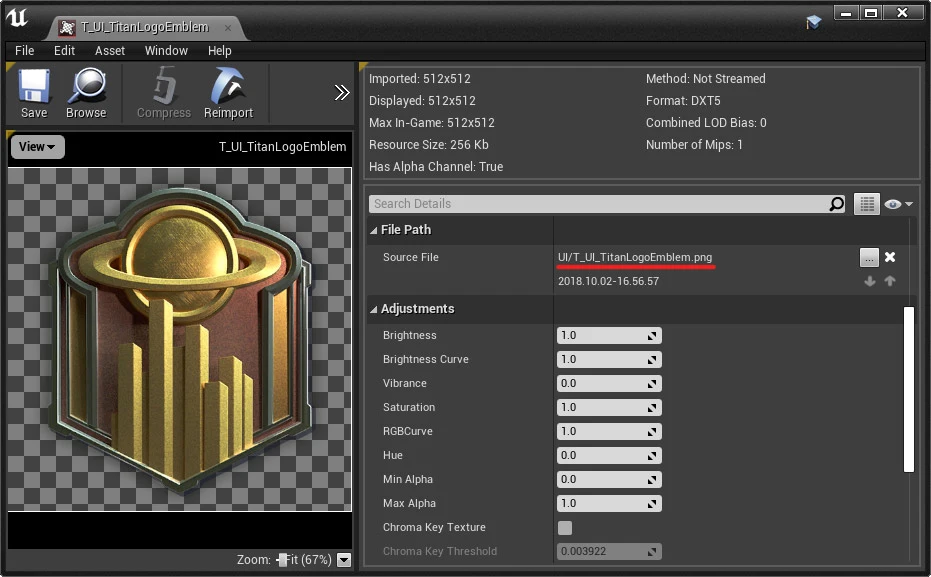 T_UI_TitanLogoEmblem
File Edit Asset Window Help
Save Browse Compress Reimport
View
T_UI_TitanLogoEmblem
Zoom: Fit (67%)
Imported: 512x512
Displayed: 512x512
Max In-Game: 512x512
Resource Size: 256 Kb
Has Alpha Channel: True
Method: Not Streamed
Format: DXT5
Combined LOD Bias: 0
Number of Mips: 1
Search Details
File Path
Source File UI/T_UI_TitanLogoEmblem.png ...
2018.10.02-16.56.57
Adjustments
Brightness 1.0
Brightness Curve 1.0
Vibrance 0.0
Saturation 1.0
RGBCurve 1.0
Hue 0.0
Min Alpha 0.0
Max Alpha 1.0
Chroma Key Texture
Chroma Key Threshold 0.003922